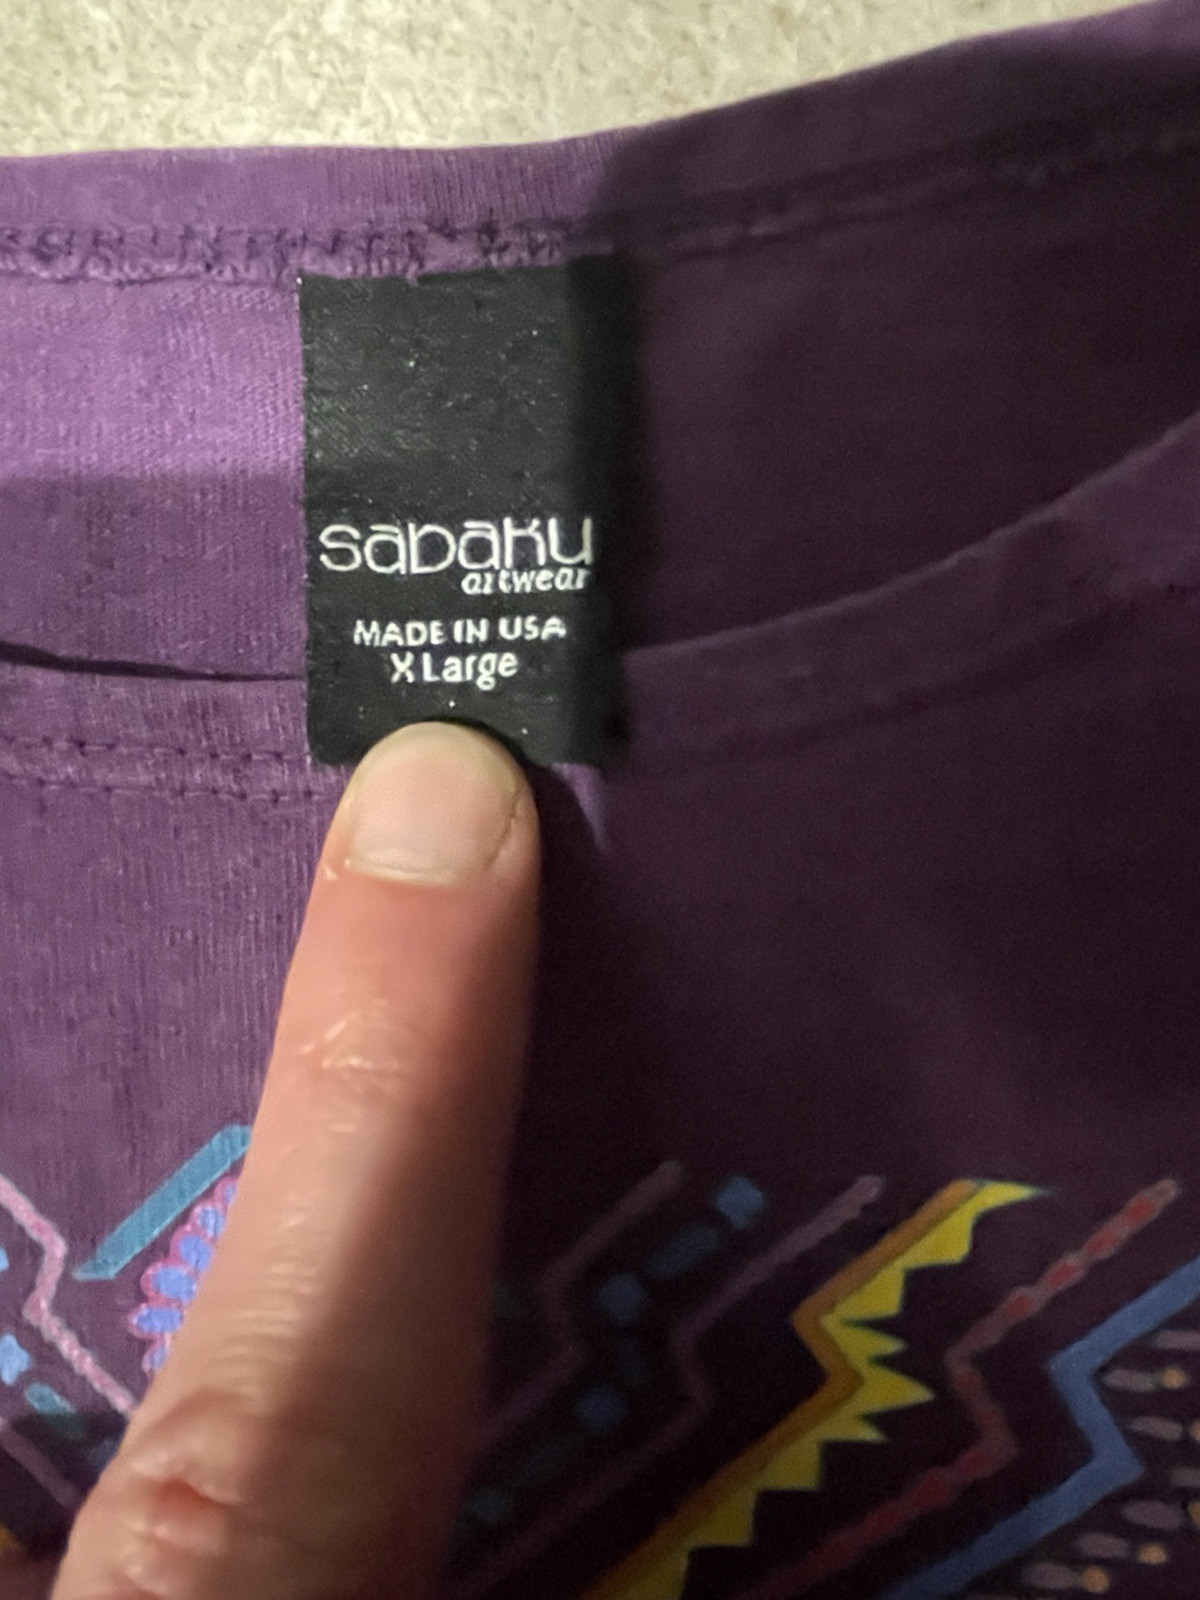 sabaku
artwear
MADE IN USA
X Large